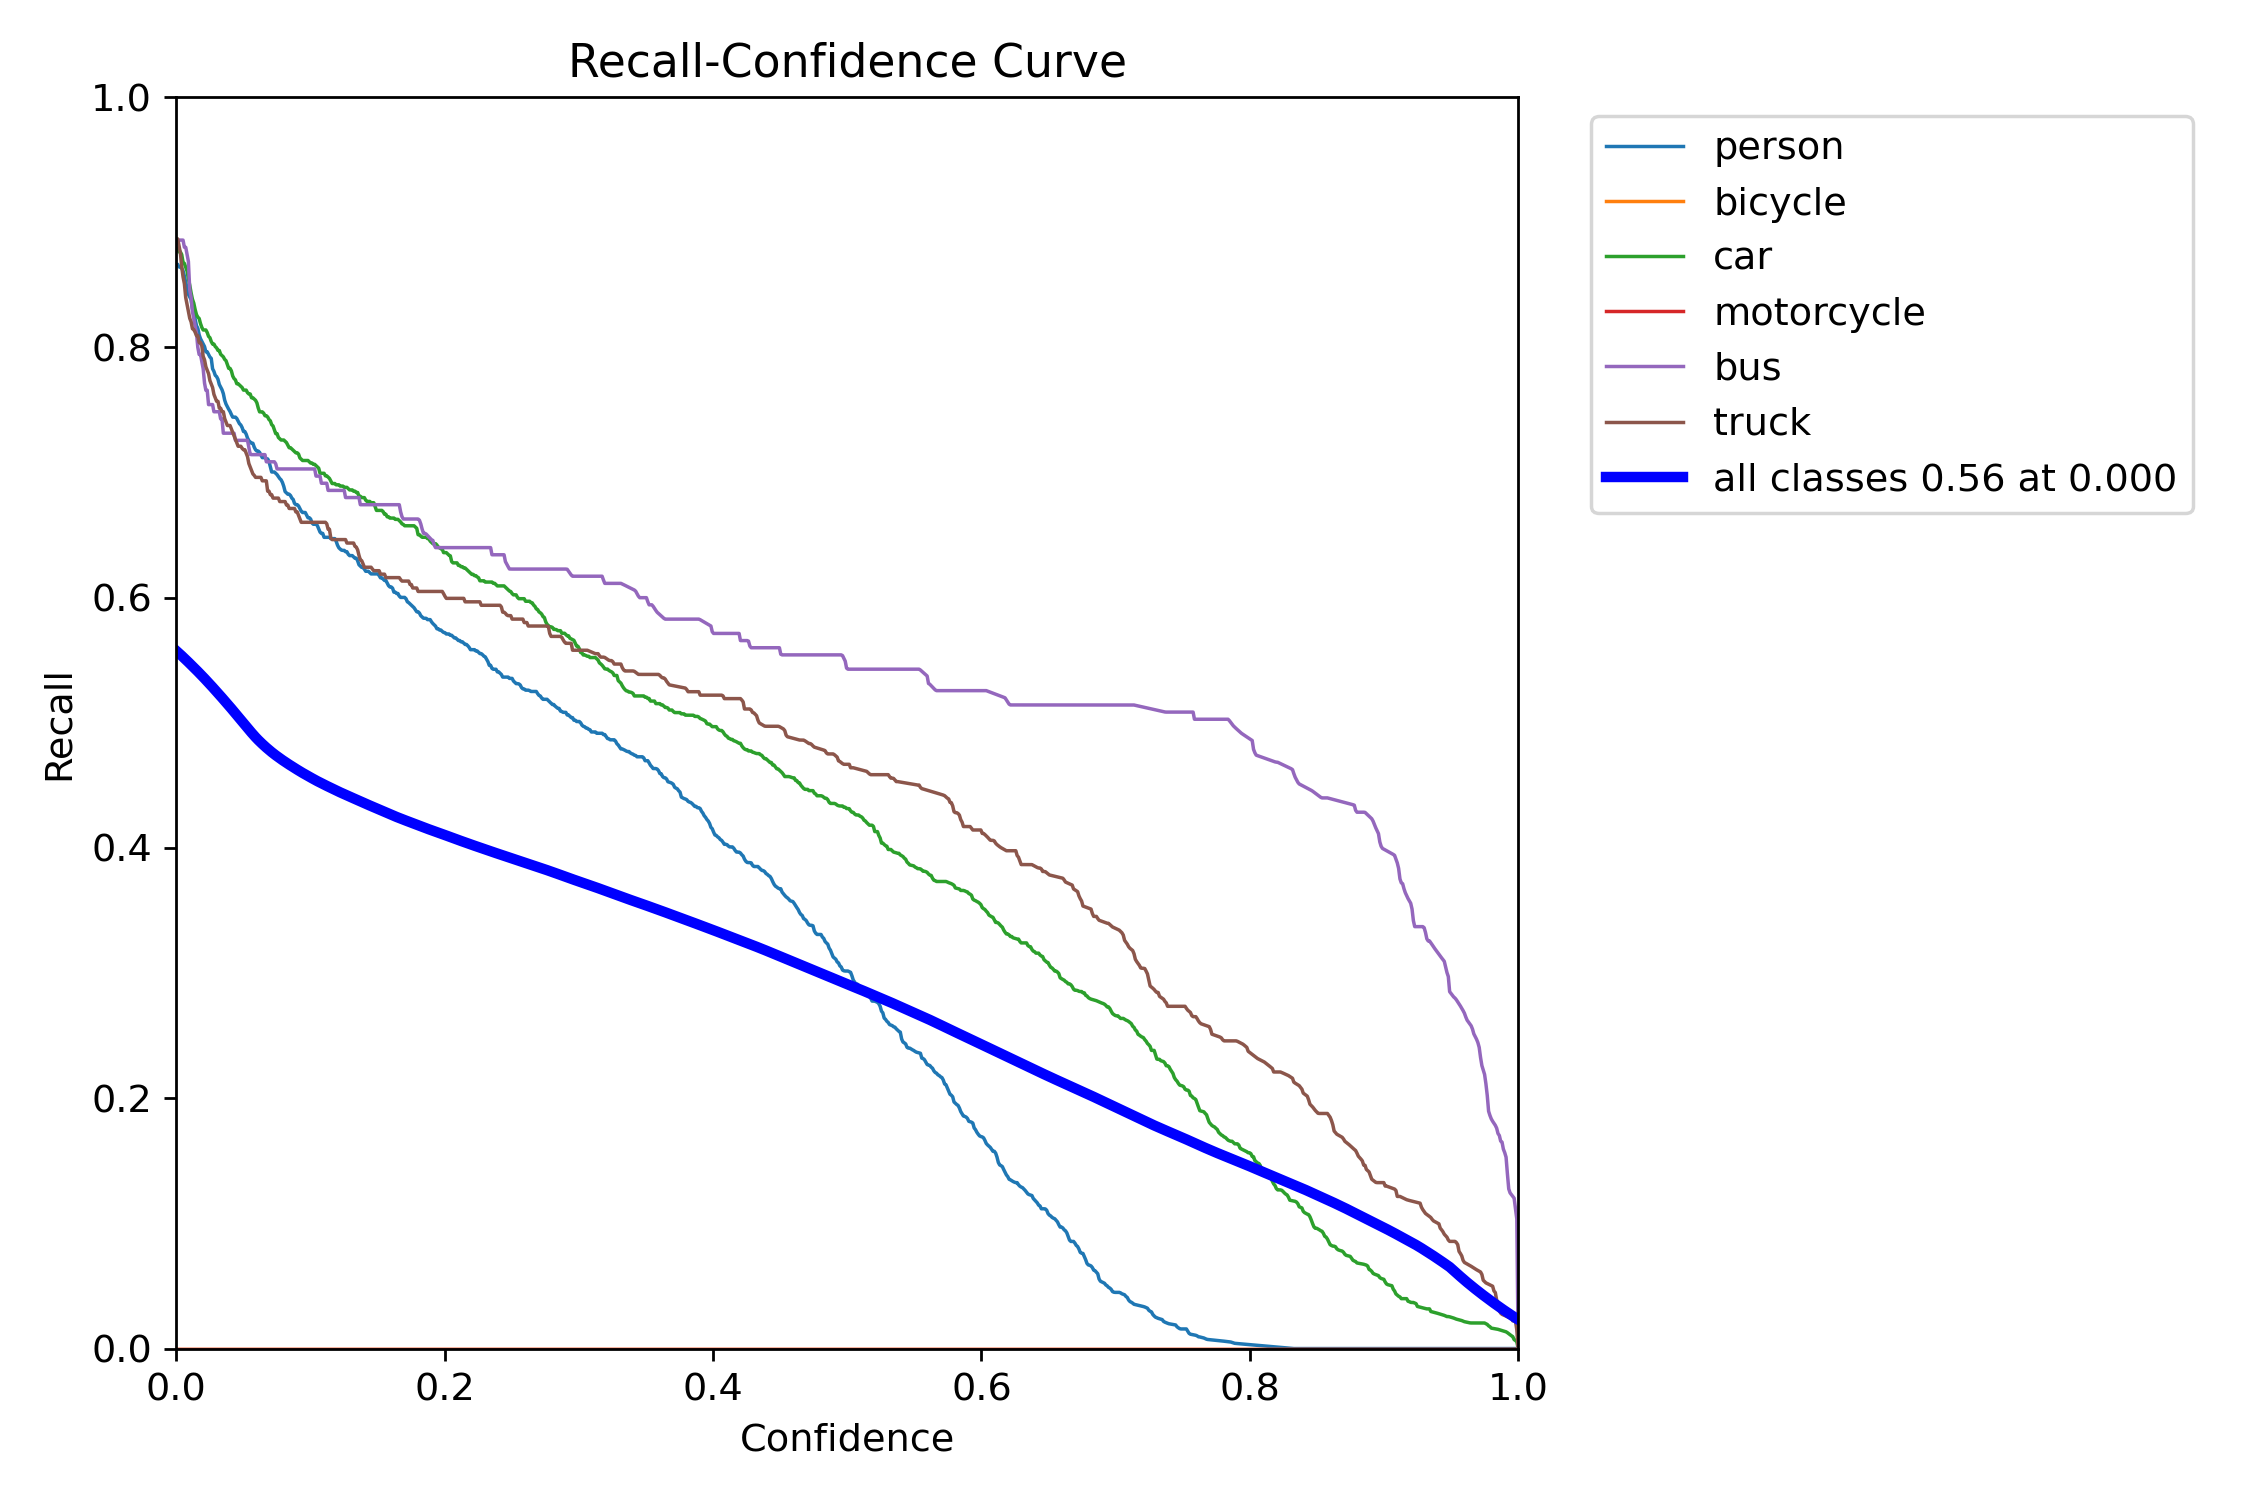 Recall-Confidence Curve
1.0
0.8
0.6
0.4
0.2
0.0
Recall
0.0 0.2 0.4 0.6 0.8 1.0
Confidence
person
bicycle
car
motorcycle
bus
truck
all classes 0.56 at 0.000